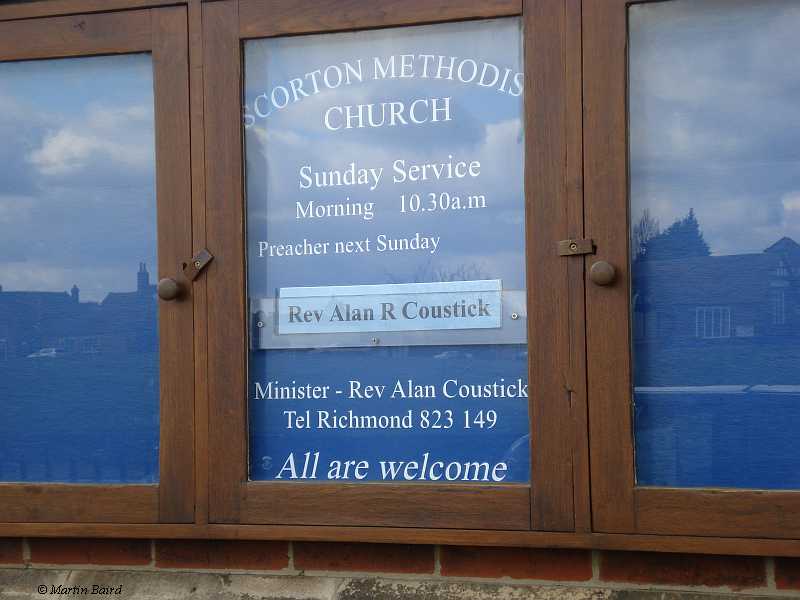 SCORTON METHODIST
CHURCH
Sunday Service
Morning 10.30a.m
Preacher next Sunday
Rev Alan R Coustick
Minister - Rev Alan Coustick
Tel Richmond 823 149
All are welcome
© Martin Baird